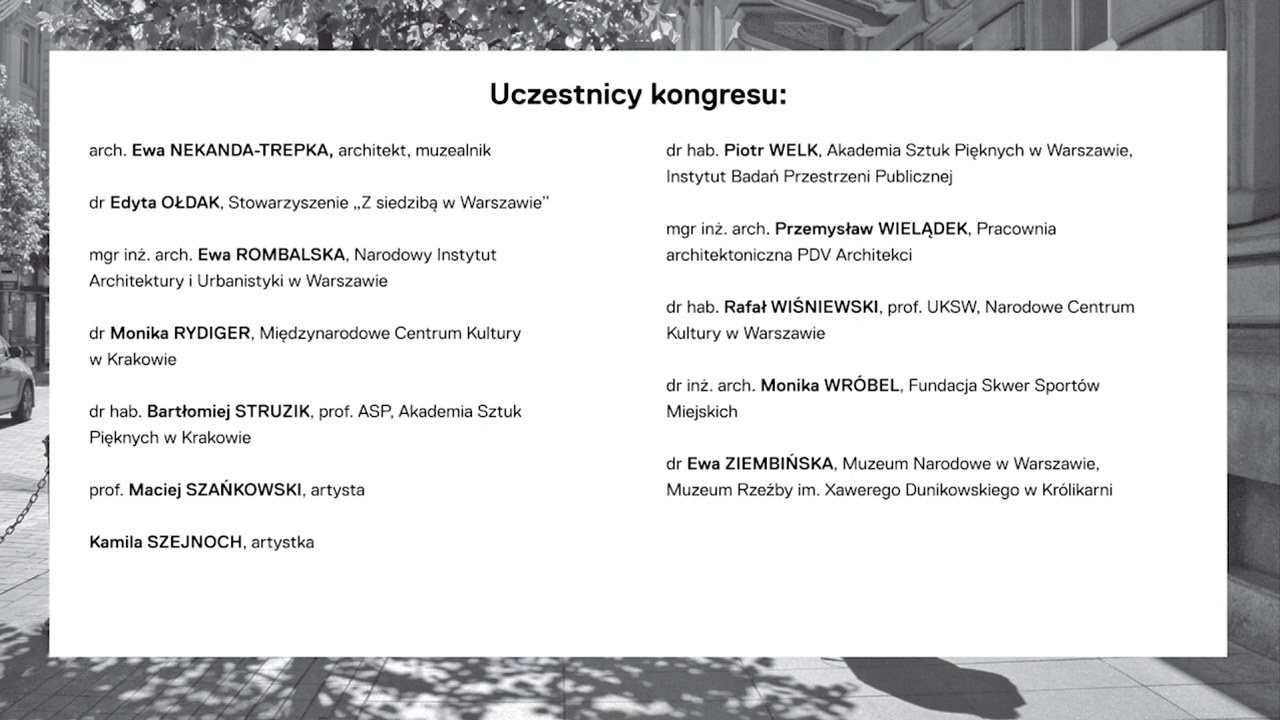 Uczestnicy kongresu:
arch. Ewa NEKANDA-TREPKA, architekt, muzealnik
dr Edyta OŁDAK, Stowarzyszenie „Z siedzibą w Warszawie”
mgr inż. arch. Ewa ROMBALSKA, Narodowy Instytut
Architektury i Urbanistyki w Warszawie
dr Monika RYDIGER, Międzynarodowe Centrum Kultury
w Krakowie
dr hab. Bartłomiej STRUZIK, prof. ASP, Akademia Sztuk
Pięknych w Krakowie
prof. Maciej SZAŃKOWSKI, artysta
Kamila SZEJNOCH, artystka
dr hab. Piotr WELK, Akademia Sztuk Pięknych w Warszawie,
Instytut Badań Przestrzeni Publicznej
mgr inż. arch. Przemysław WIELĄDEK, Pracownia
architektoniczna PDV Architekci
dr hab. Rafał WIŚNIEWSKI, prof. UKSW, Narodowe Centrum
Kultury w Warszawie
dr inż. arch. Monika WRÓBEL, Fundacja Skwer Sportów
Miejskich
dr Ewa ZIEMBIŃSKA, Muzeum Narodowe w Warszawie,
Muzeum Rzeźby im. Xawerego Dunikowskiego w Królikarni